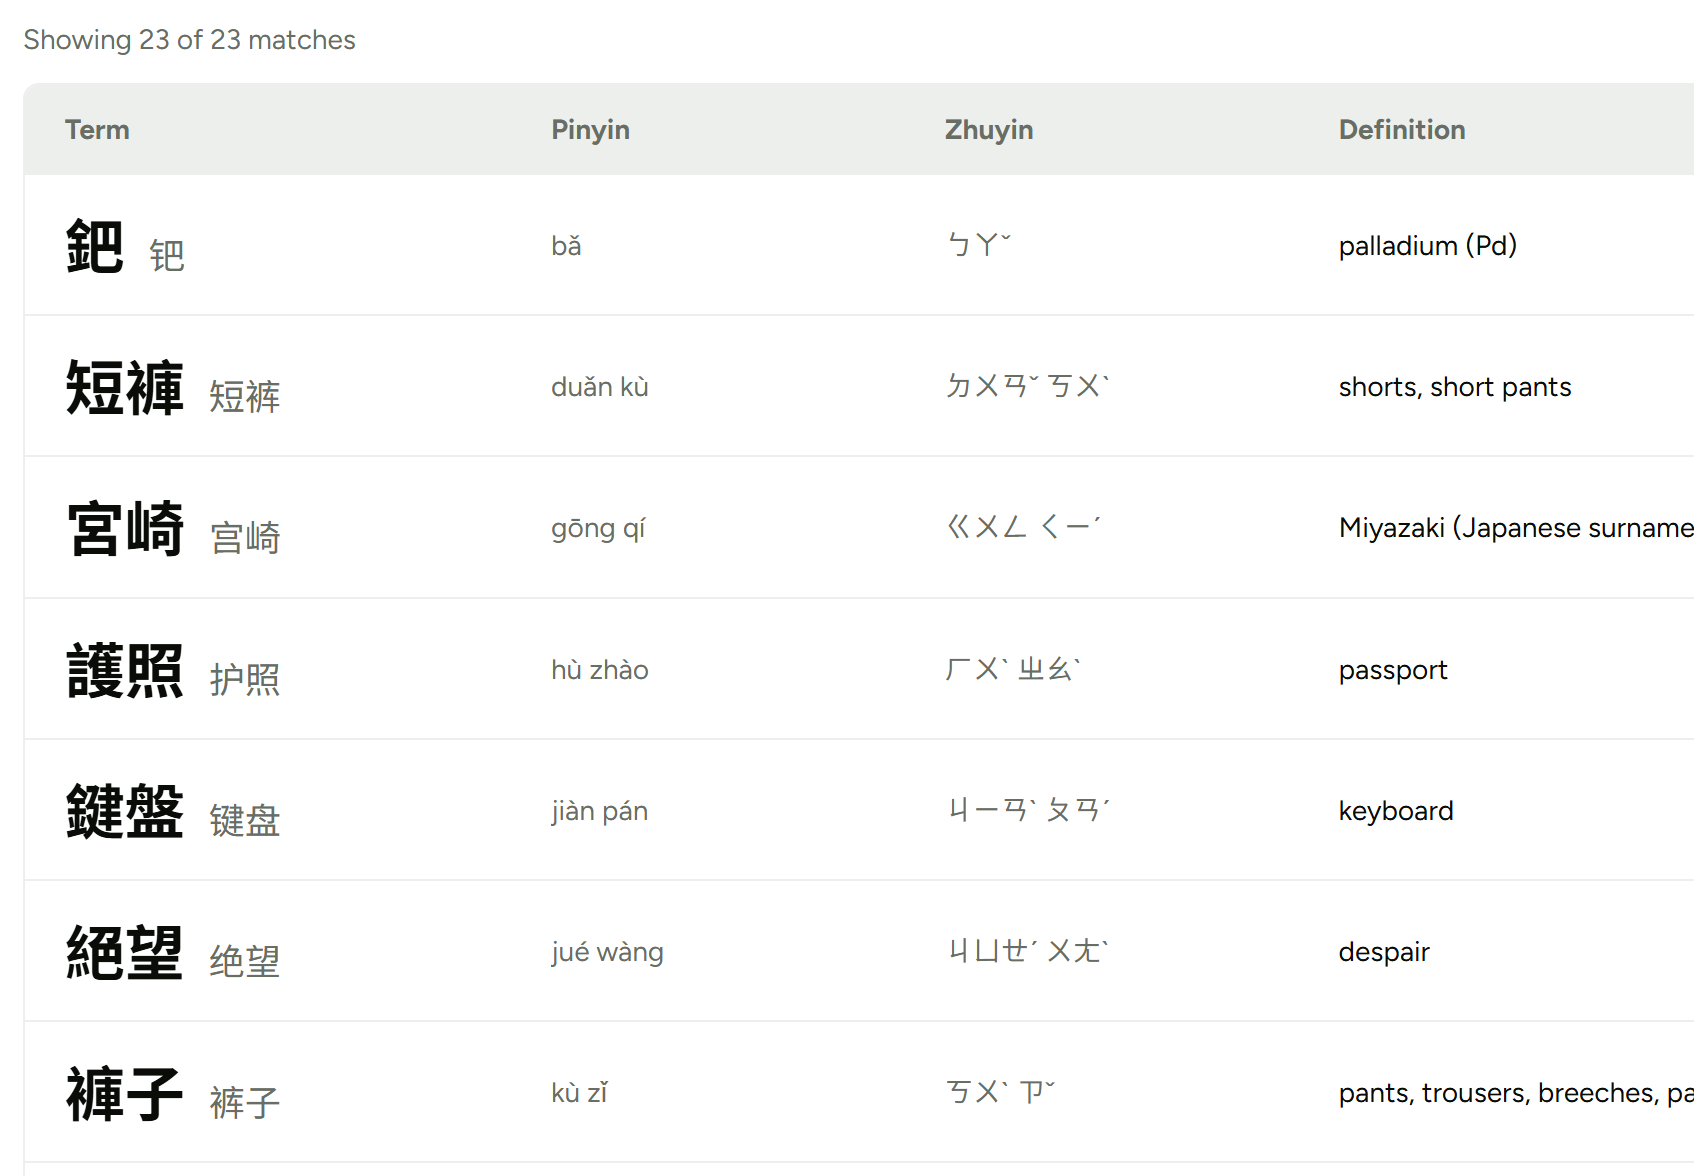 Showing 23 of 23 matches
Term Pinyin Zhuyin Definition
鈀 钯 bǎ ㄅㄚˇ palladium (Pd)
短褲 短裤 duǎn kù ㄉㄨㄢˇ ㄎㄨˋ shorts, short pants
宮崎 宫崎 gōng qí ㄍㄨㄥ ㄑㄧˊ Miyazaki (Japanese surname
護照 护照 hù zhào ㄏㄨˋ ㄓㄠˋ passport
鍵盤 键盘 jiàn pán ㄐㄧㄢˋ ㄆㄢˊ keyboard
絕望 绝望 jué wàng ㄐㄩㄝˊ ㄨㄤˋ despair
褲子 裤子 kù zǐ ㄎㄨˋ ㄗˇ pants, trousers, breeches, pa